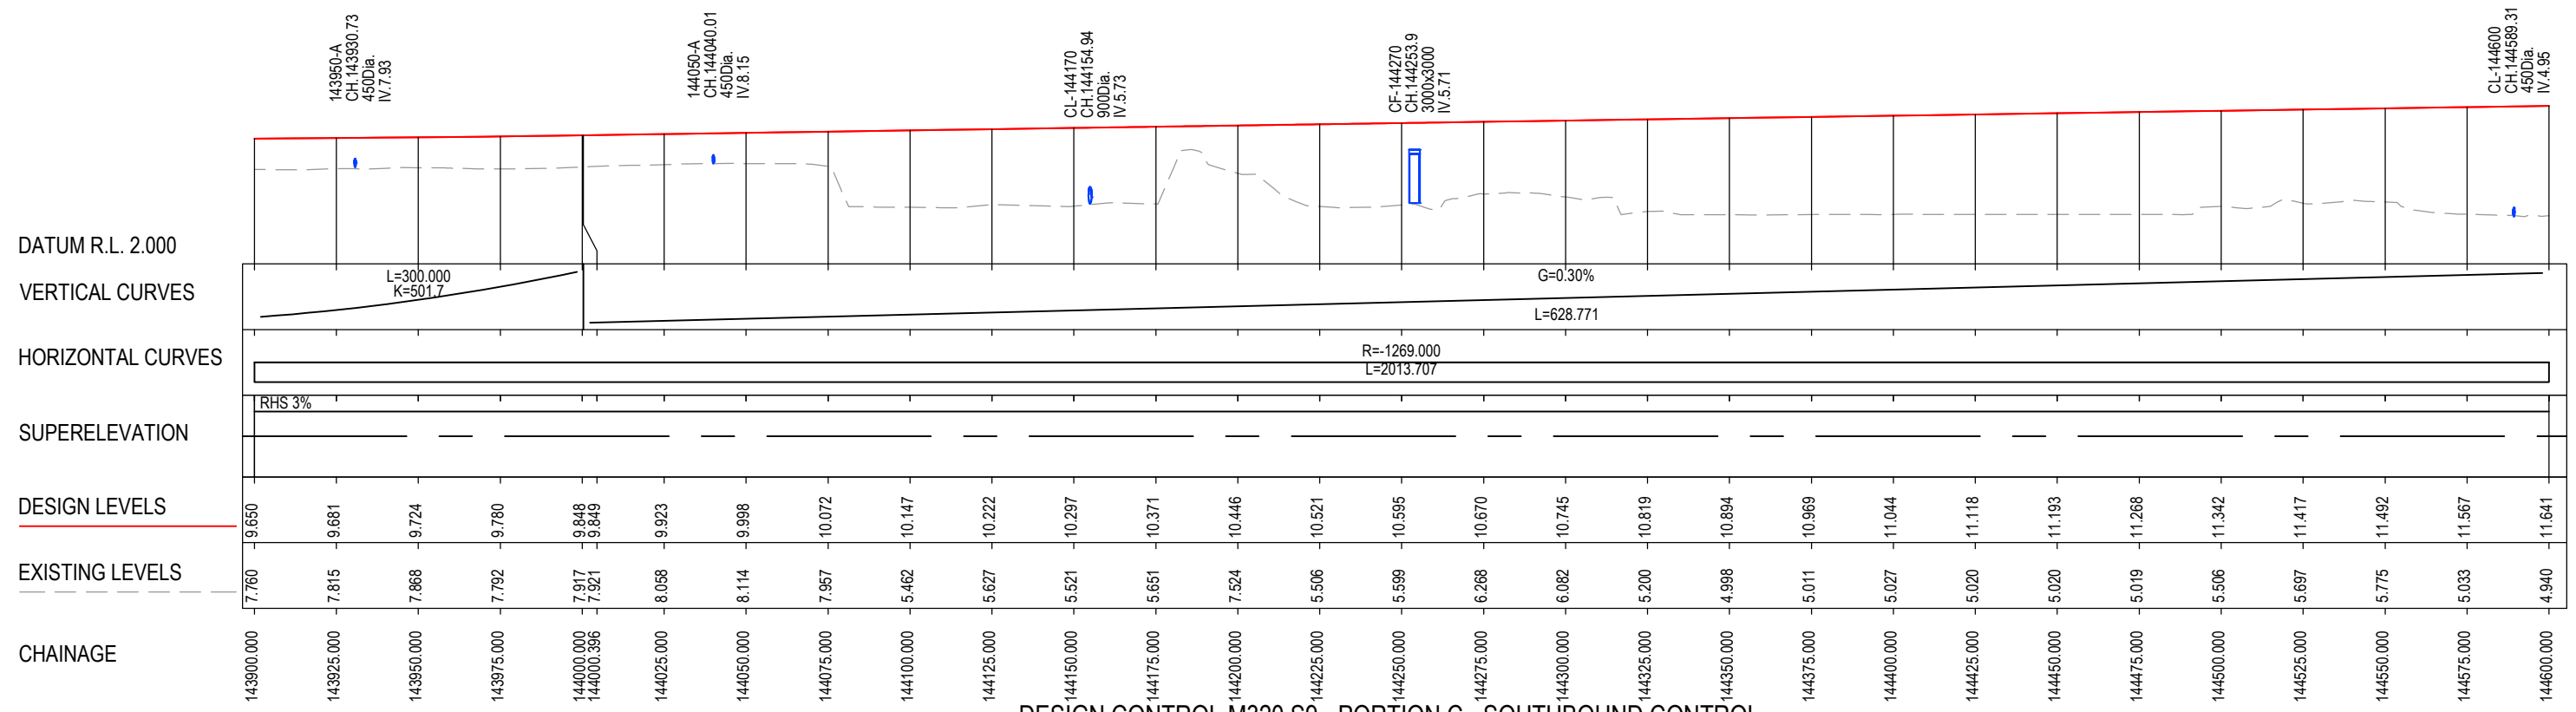 143950-A
CH.143930.73
450Dia.
IV.7.93
144050-A
CH.144040.01
450Dia.
IV.8.15
CL-144170
CH.144154.94
900Dia.
IV.5.73
CF-144270
CH.144253.9
3000x3000
IV.5.71
CL-144600
CH.144589.31
450Dia.
IV.4.95
DATUM R.L. 2.000
VERTICAL CURVES
L=300.000
K=501.7
G=0.30%
L=628.771
HORIZONTAL CURVES
R=-1269.000
L=2013.707
SUPERELEVATION
RHS 3%
DESIGN LEVELS
9.650 9.681 9.724 9.780 9.848 9.849 9.923 9.998 10.072 10.147 10.222 10.297 10.371 10.446 10.521 10.595 10.670 10.745 10.819 10.894 10.969 11.044 11.118 11.193 11.268 11.342 11.417 11.492 11.567 11.641
EXISTING LEVELS
7.760 7.815 7.868 7.792 7.917 7.921 8.058 8.114 7.957 5.462 5.627 5.521 5.651 7.524 5.506 5.599 6.268 6.082 5.200 4.998 5.011 5.027 5.020 5.020 5.019 5.506 5.697 5.775 5.033 4.940
CHAINAGE
143900.000 143925.000 143950.000 143975.000 144000.000 144000.396 144025.000 144050.000 144075.000 144100.000 144125.000 144150.000 144175.000 144200.000 144225.000 144250.000 144275.000 144300.000 144325.000 144350.000 144375.000 144400.000 144425.000 144450.000 144475.000 144500.000 144525.000 144550.000 144575.000 144600.000